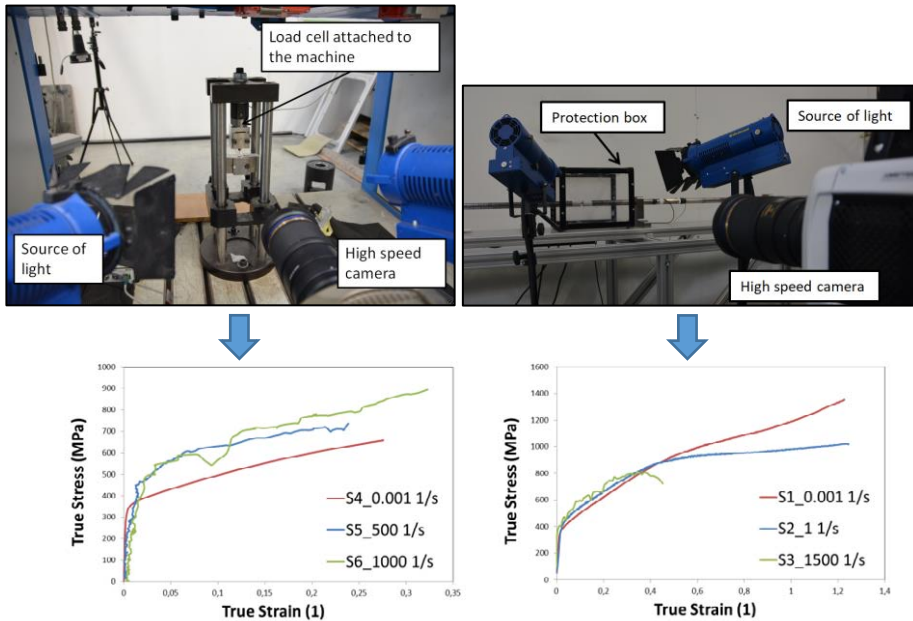 Load cell attached to
the machine
Source of
light
High speed
camera
Protection box
Source of light
High speed camera
True Stress (MPa)
1000
900
800
700
600
500
400
300
200
100
0
0
0,05
0,1
0,15
0,2
0,25
0,3
0,35
True Strain (1)
S4_0.001 1/s
S5_500 1/s
S6_1000 1/s
True Stress (MPa)
1600
1400
1200
1000
800
600
400
200
0
0
0,2
0,4
0,6
0,8
1
1,2
1,4
True Strain (1)
S1_0.001 1/s
S2_1 1/s
S3_1500 1/s